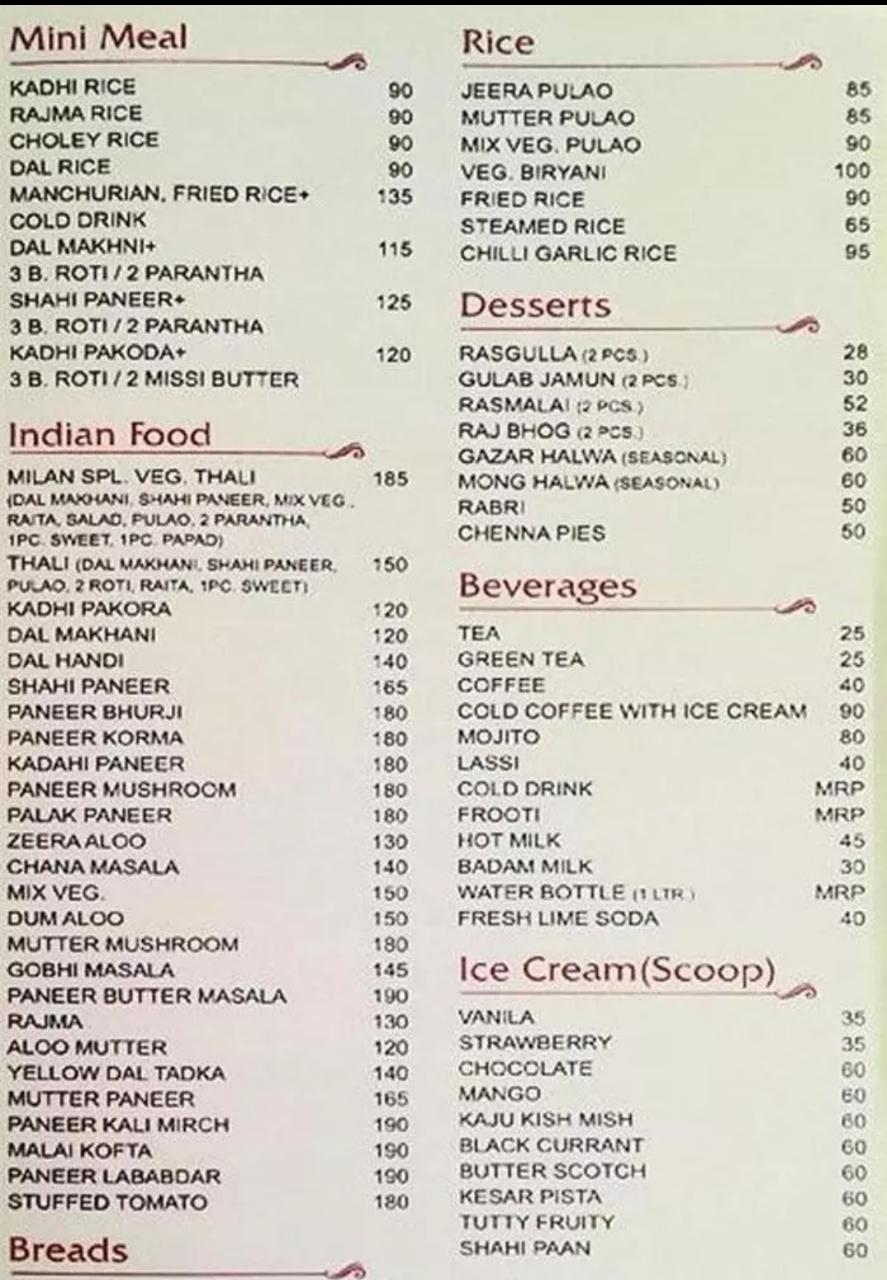 Mini Meal
KADHI RICE 90
RAJMA RICE 90
CHOLEY RICE 90
DAL RICE 90
MANCHURIAN, FRIED RICE+ 135
COLD DRINK
DAL MAKHNI+ 115
3 B. ROTI / 2 PARANTHA
SHAHI PANEER+ 125
3 B. ROTI / 2 PARANTHA
KADHI PAKODA+ 120
3 B. ROTI / 2 MISSI BUTTER
Indian Food
MILAN SPL. VEG. THALI 185
(DAL MAKHANI, SHAHI PANEER, MIX VEG.,
RAITA, SALAD, PULAO, 2 PARANTHA,
1PC. SWEET, 1PC. PAPAD)
THALI (DAL MAKHANI, SHAHI PANEER, 150
PULAO, 2 ROTI, RAITA, 1PC. SWEET)
KADHI PAKORA 120
DAL MAKHANI 120
DAL HANDI 140
SHAHI PANEER 165
PANEER BHURJI 180
PANEER KORMA 180
KADAHI PANEER 180
PANEER MUSHROOM 180
PALAK PANEER 180
ZEERA ALOO 130
CHANA MASALA 140
MIX VEG. 150
DUM ALOO 150
MUTTER MUSHROOM 180
GOBHI MASALA 145
PANEER BUTTER MASALA 190
RAJMA 130
ALOO MUTTER 120
YELLOW DAL TADKA 140
MUTTER PANEER 165
PANEER KALI MIRCH 190
MALAI KOFTA 190
PANEER LABABDAR 190
STUFFED TOMATO 180
Breads
Rice
JEERA PULAO 85
MUTTER PULAO 85
MIX VEG. PULAO 90
VEG. BIRYANI 100
FRIED RICE 90
STEAMED RICE 65
CHILLI GARLIC RICE 95
Desserts
RASGULLA (2 PCS.) 28
GULAB JAMUN (2 PCS.) 30
RASMALAI (2 PCS.) 52
RAJ BHOG (2 PCS.) 36
GAZAR HALWA (SEASONAL) 60
MONG HALWA (SEASONAL) 60
RABRI 50
CHENNA PIES 50
Beverages
TEA 25
GREEN TEA 25
COFFEE 40
COLD COFFEE WITH ICE CREAM 90
MOJITO 80
LASSI 40
COLD DRINK MRP
FROOTI MRP
HOT MILK 45
BADAM MILK 30
WATER BOTTLE (1 LTR.) MRP
FRESH LIME SODA 40
Ice Cream(Scoop)
VANILA 35
STRAWBERRY 35
CHOCOLATE 60
MANGO 60
KAJU KISH MISH 60
BLACK CURRANT 60
BUTTER SCOTCH 60
KESAR PISTA 60
TUTTY FRUITY 60
SHAHI PAAN 60